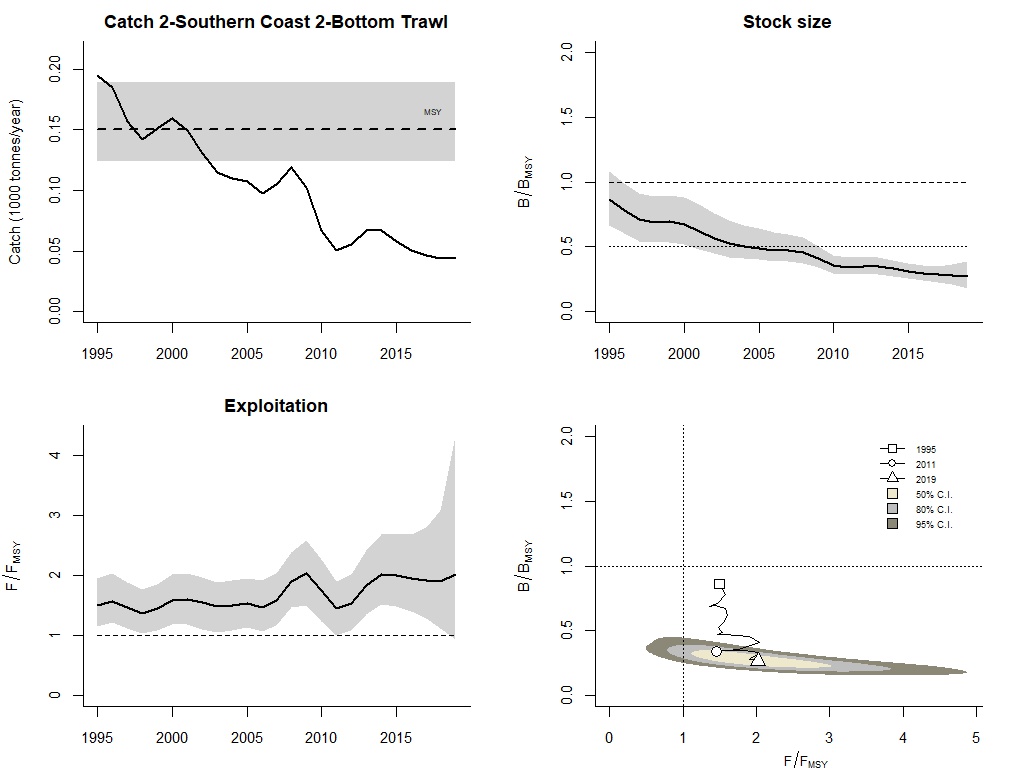 Catch 2-Southern Coast 2-Bottom Trawl
Catch (1000 tonnes/year)
0.20
0.15
0.10
0.05
0.00
MSY
1995 2000 2005 2010 2015
Stock size
B/BMSY
2.0
1.5
1.0
0.5
0.0
1995 2000 2005 2010 2015
Exploitation
F/FMSY
4
3
2
1
0
1995 2000 2005 2010 2015
B/BMSY
2.0
1.5
1.0
0.5
0.0
1995
2011
2019
50% C.I.
80% C.I.
95% C.I.
0 1 2 3 4 5
F/FMSY